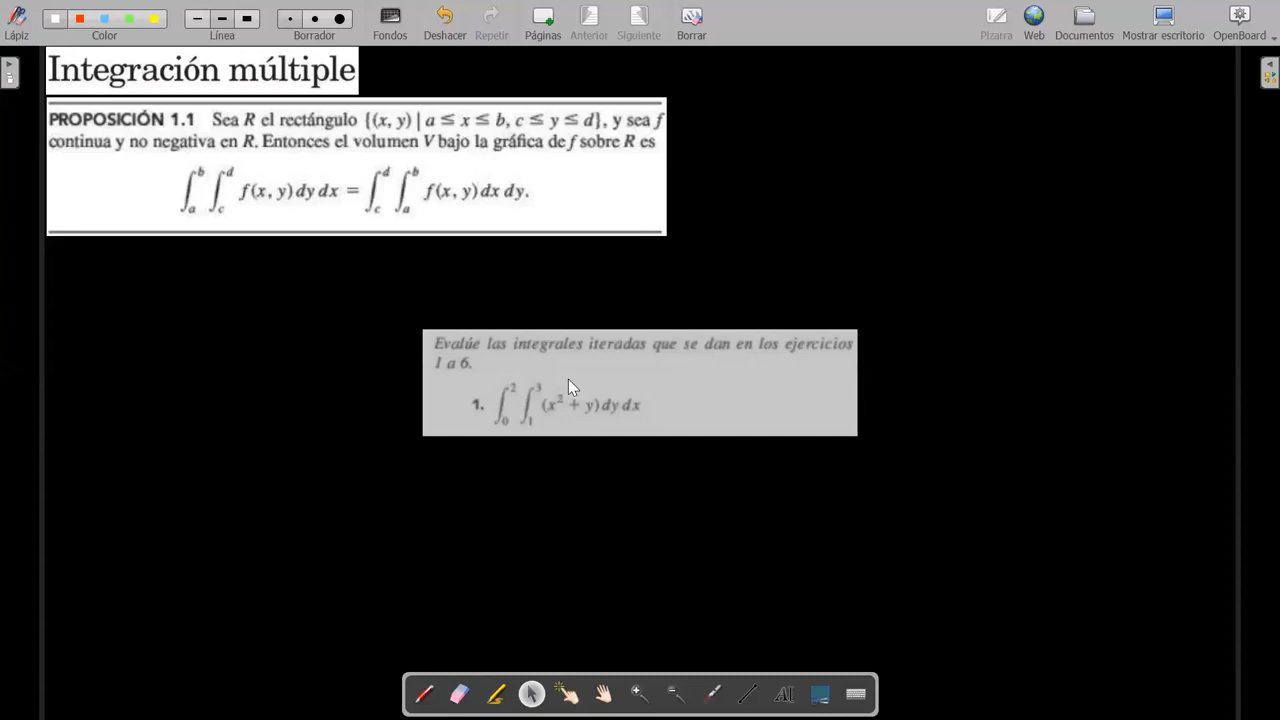 Lápiz Color Línea Borrador Fondos Deshacer Repetir Páginas Anterior Siguiente Borrar Pizarra Web Documentos Mostrar escritorio OpenBoard
Integración múltiple
PROPOSICIÓN 1.1 Sea R el rectángulo {(x, y) | a ≤ x ≤ b, c ≤ y ≤ d}, y sea f
continua y no negativa en R. Entonces el volumen V bajo la gráfica de f sobre R es
∫_a^b ∫_c^d f(x, y) dy dx = ∫_c^d ∫_a^b f(x, y) dx dy.
Evalúe las integrales iteradas que se dan en los ejercicios
1 a 6.
1. ∫_0^2 ∫_1^3 (x² + y) dy dx
AI